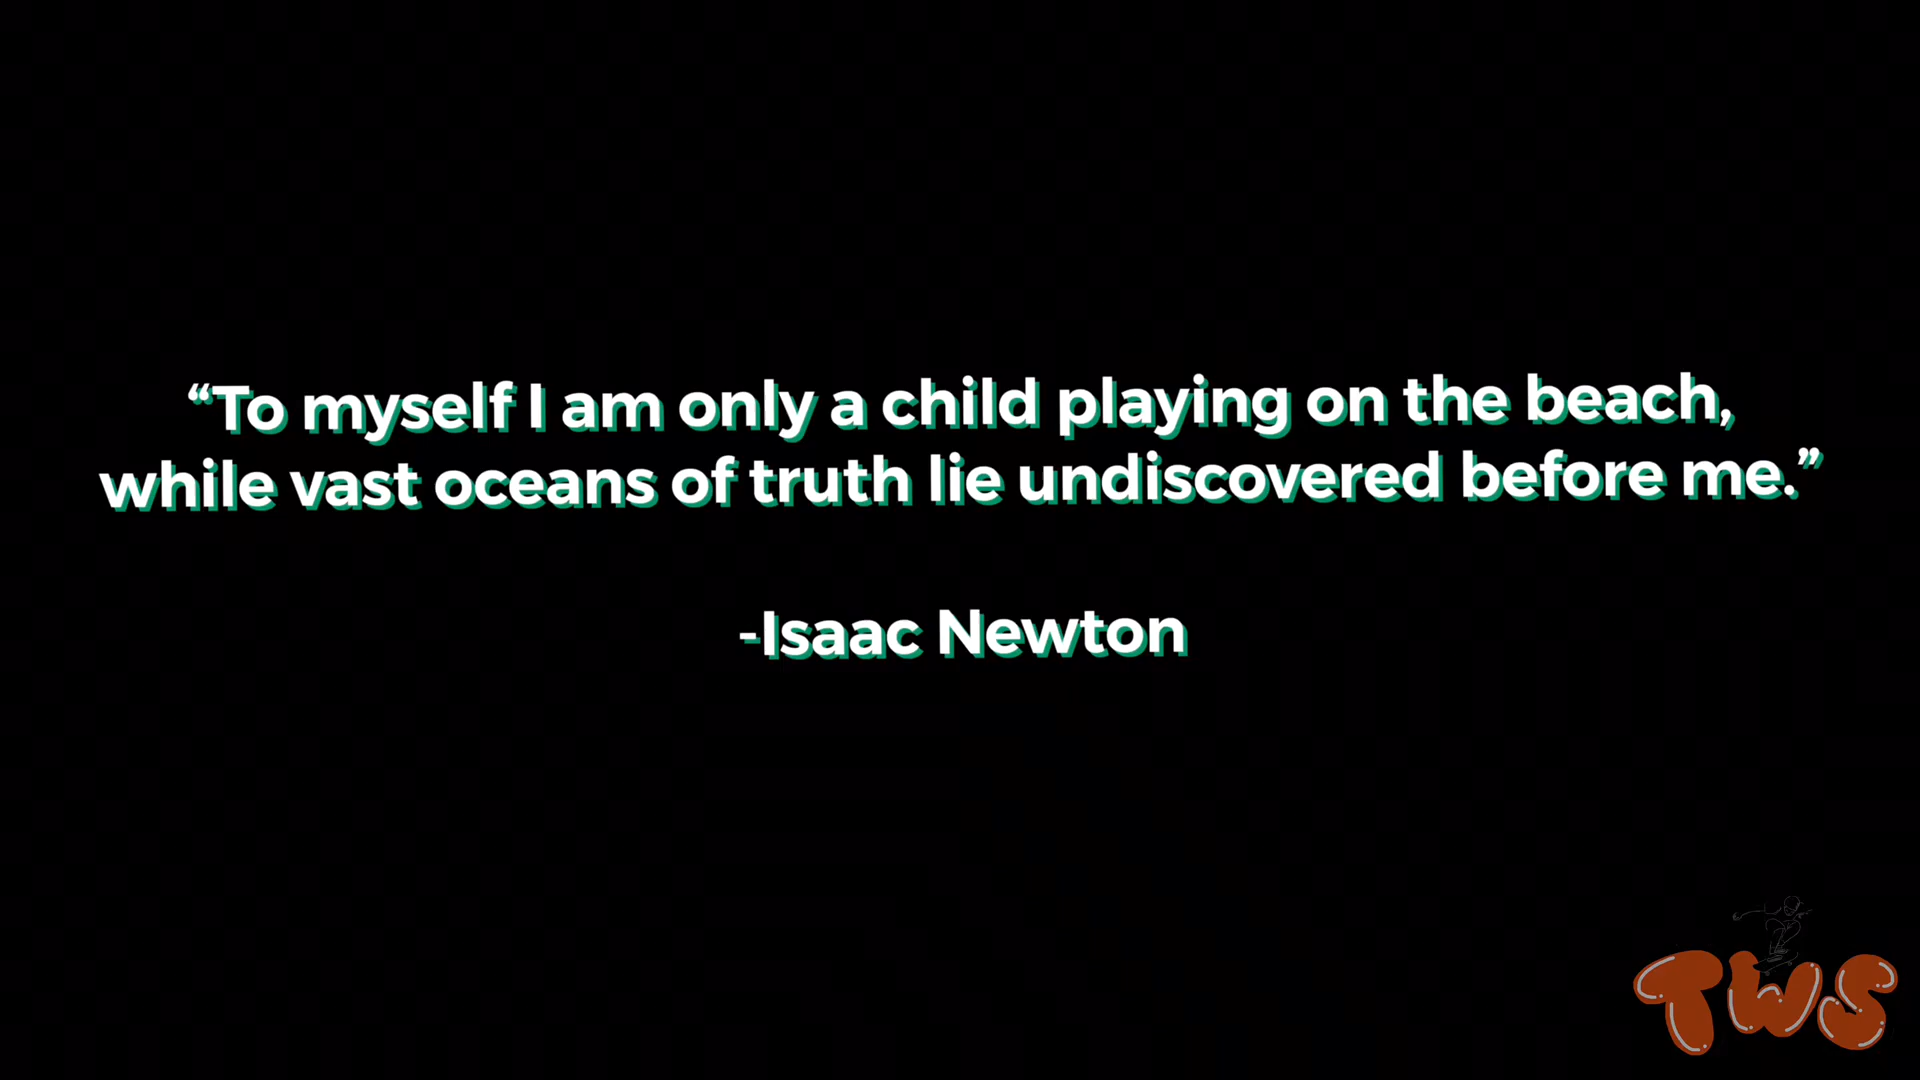 “To myself I am only a child playing on the beach,
while vast oceans of truth lie undiscovered before me.”
-Isaac Newton
TWS